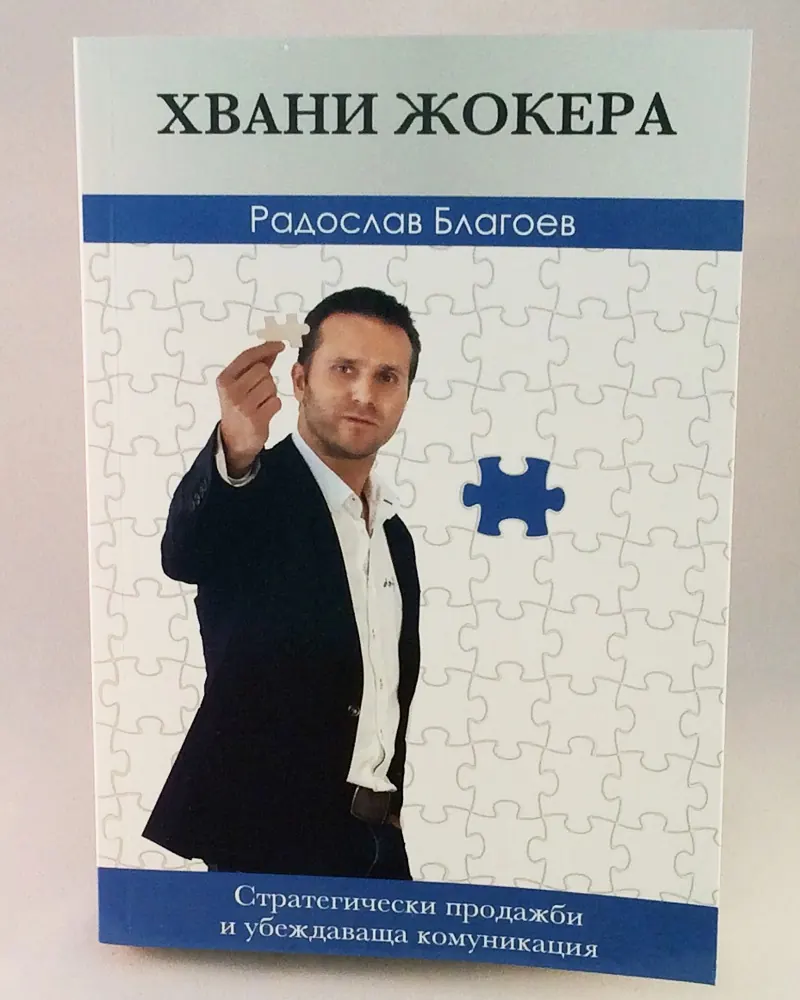 ХВАНИ ЖОКЕРА
Радослав Благоев
Стратегически продажби
и убеждаваща комуникация